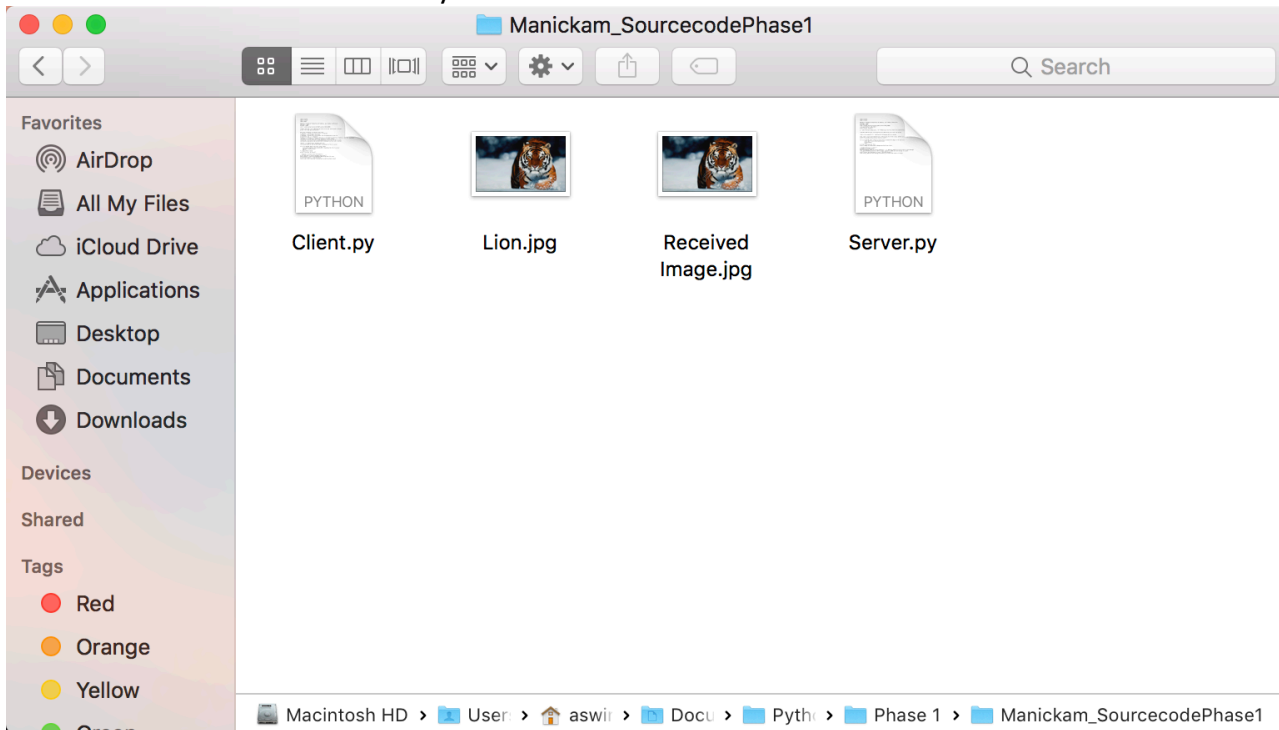 Manickam_SourcecodePhase1
Search
Favorites
AirDrop
All My Files
iCloud Drive
Applications
Desktop
Documents
Downloads
Devices
Shared
Tags
Red
Orange
Yellow
PYTHON
PYTHON
Client.py
Lion.jpg
Received
Image.jpg
Server.py
Macintosh HD › User › aswi › Docu › Pyth › Phase 1 › Manickam_SourcecodePhase1